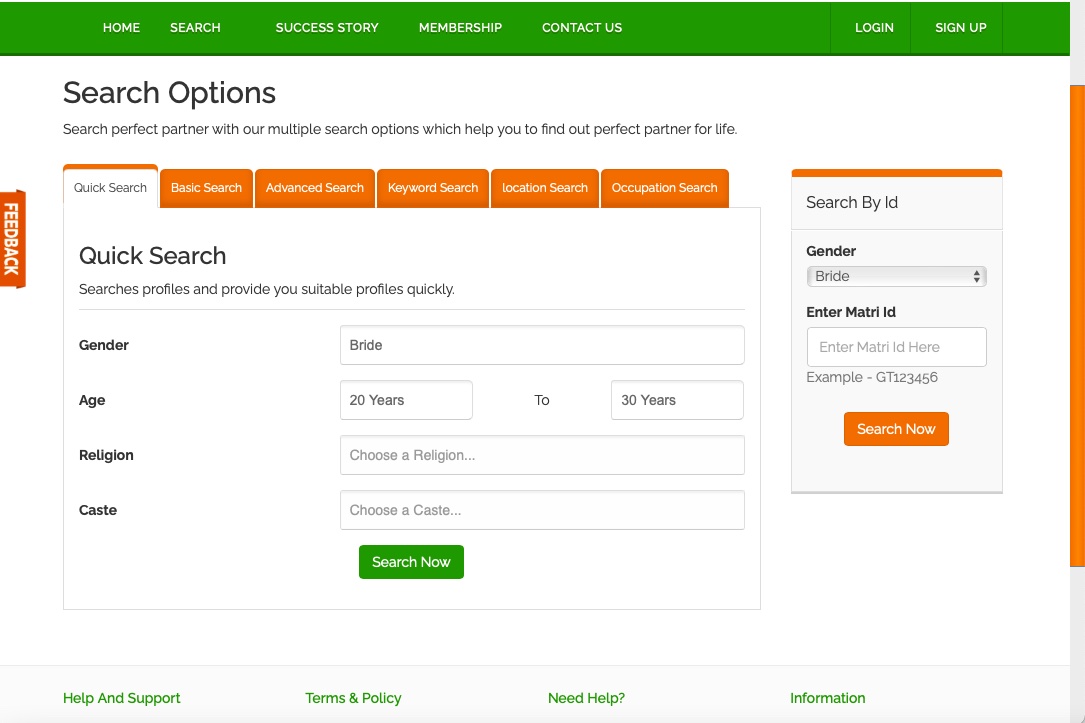 HOME SEARCH SUCCESS STORY MEMBERSHIP CONTACT US LOGIN SIGN UP
Search Options
Search perfect partner with our multiple search options which help you to find out perfect partner for life.
FEEDBACK
Quick Search Basic Search Advanced Search Keyword Search location Search Occupation Search
Quick Search
Searches profiles and provide you suitable profiles quickly.
Gender Bride
Age 20 Years To 30 Years
Religion Choose a Religion...
Caste Choose a Caste...
Search Now
Search By Id
Gender
Bride
Enter Matri Id
Enter Matri Id Here
Example - GT123456
Search Now
Help And Support Terms & Policy Need Help? Information